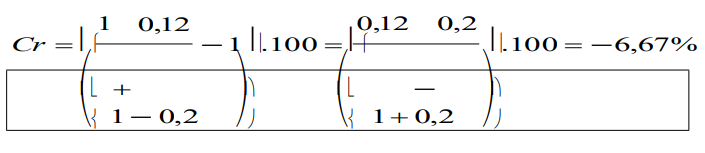 1 0,12 0,12 0,2
Cr = | ⌠ — − 1 | |.100 = | ⌠ — | |.100 = −6,67%
( ⌊ + ⌡ ) ( ⌊ − ⌡ )
{ 1 − 0,2 ) { 1 + 0,2 )